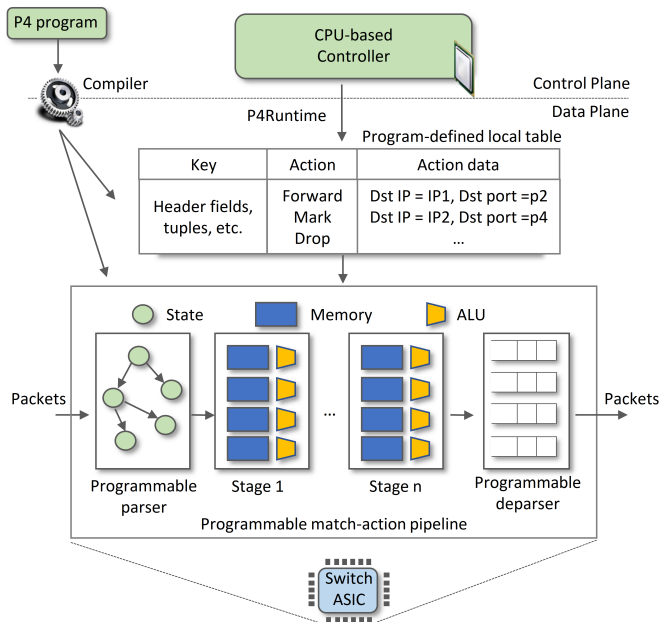 P4 program
CPU-based
Controller
Compiler
Control Plane
Data Plane
P4Runtime
Program-defined local table
Key
Action
Action data
Header fields,
tuples, etc.
Forward
Mark
Drop
Dst IP = IP1, Dst port =p2
Dst IP = IP2, Dst port =p4
...
State
Memory
ALU
Packets
...
Packets
Programmable
parser
Stage 1
Stage n
Programmable
deparser
Programmable match-action pipeline
Switch
ASIC